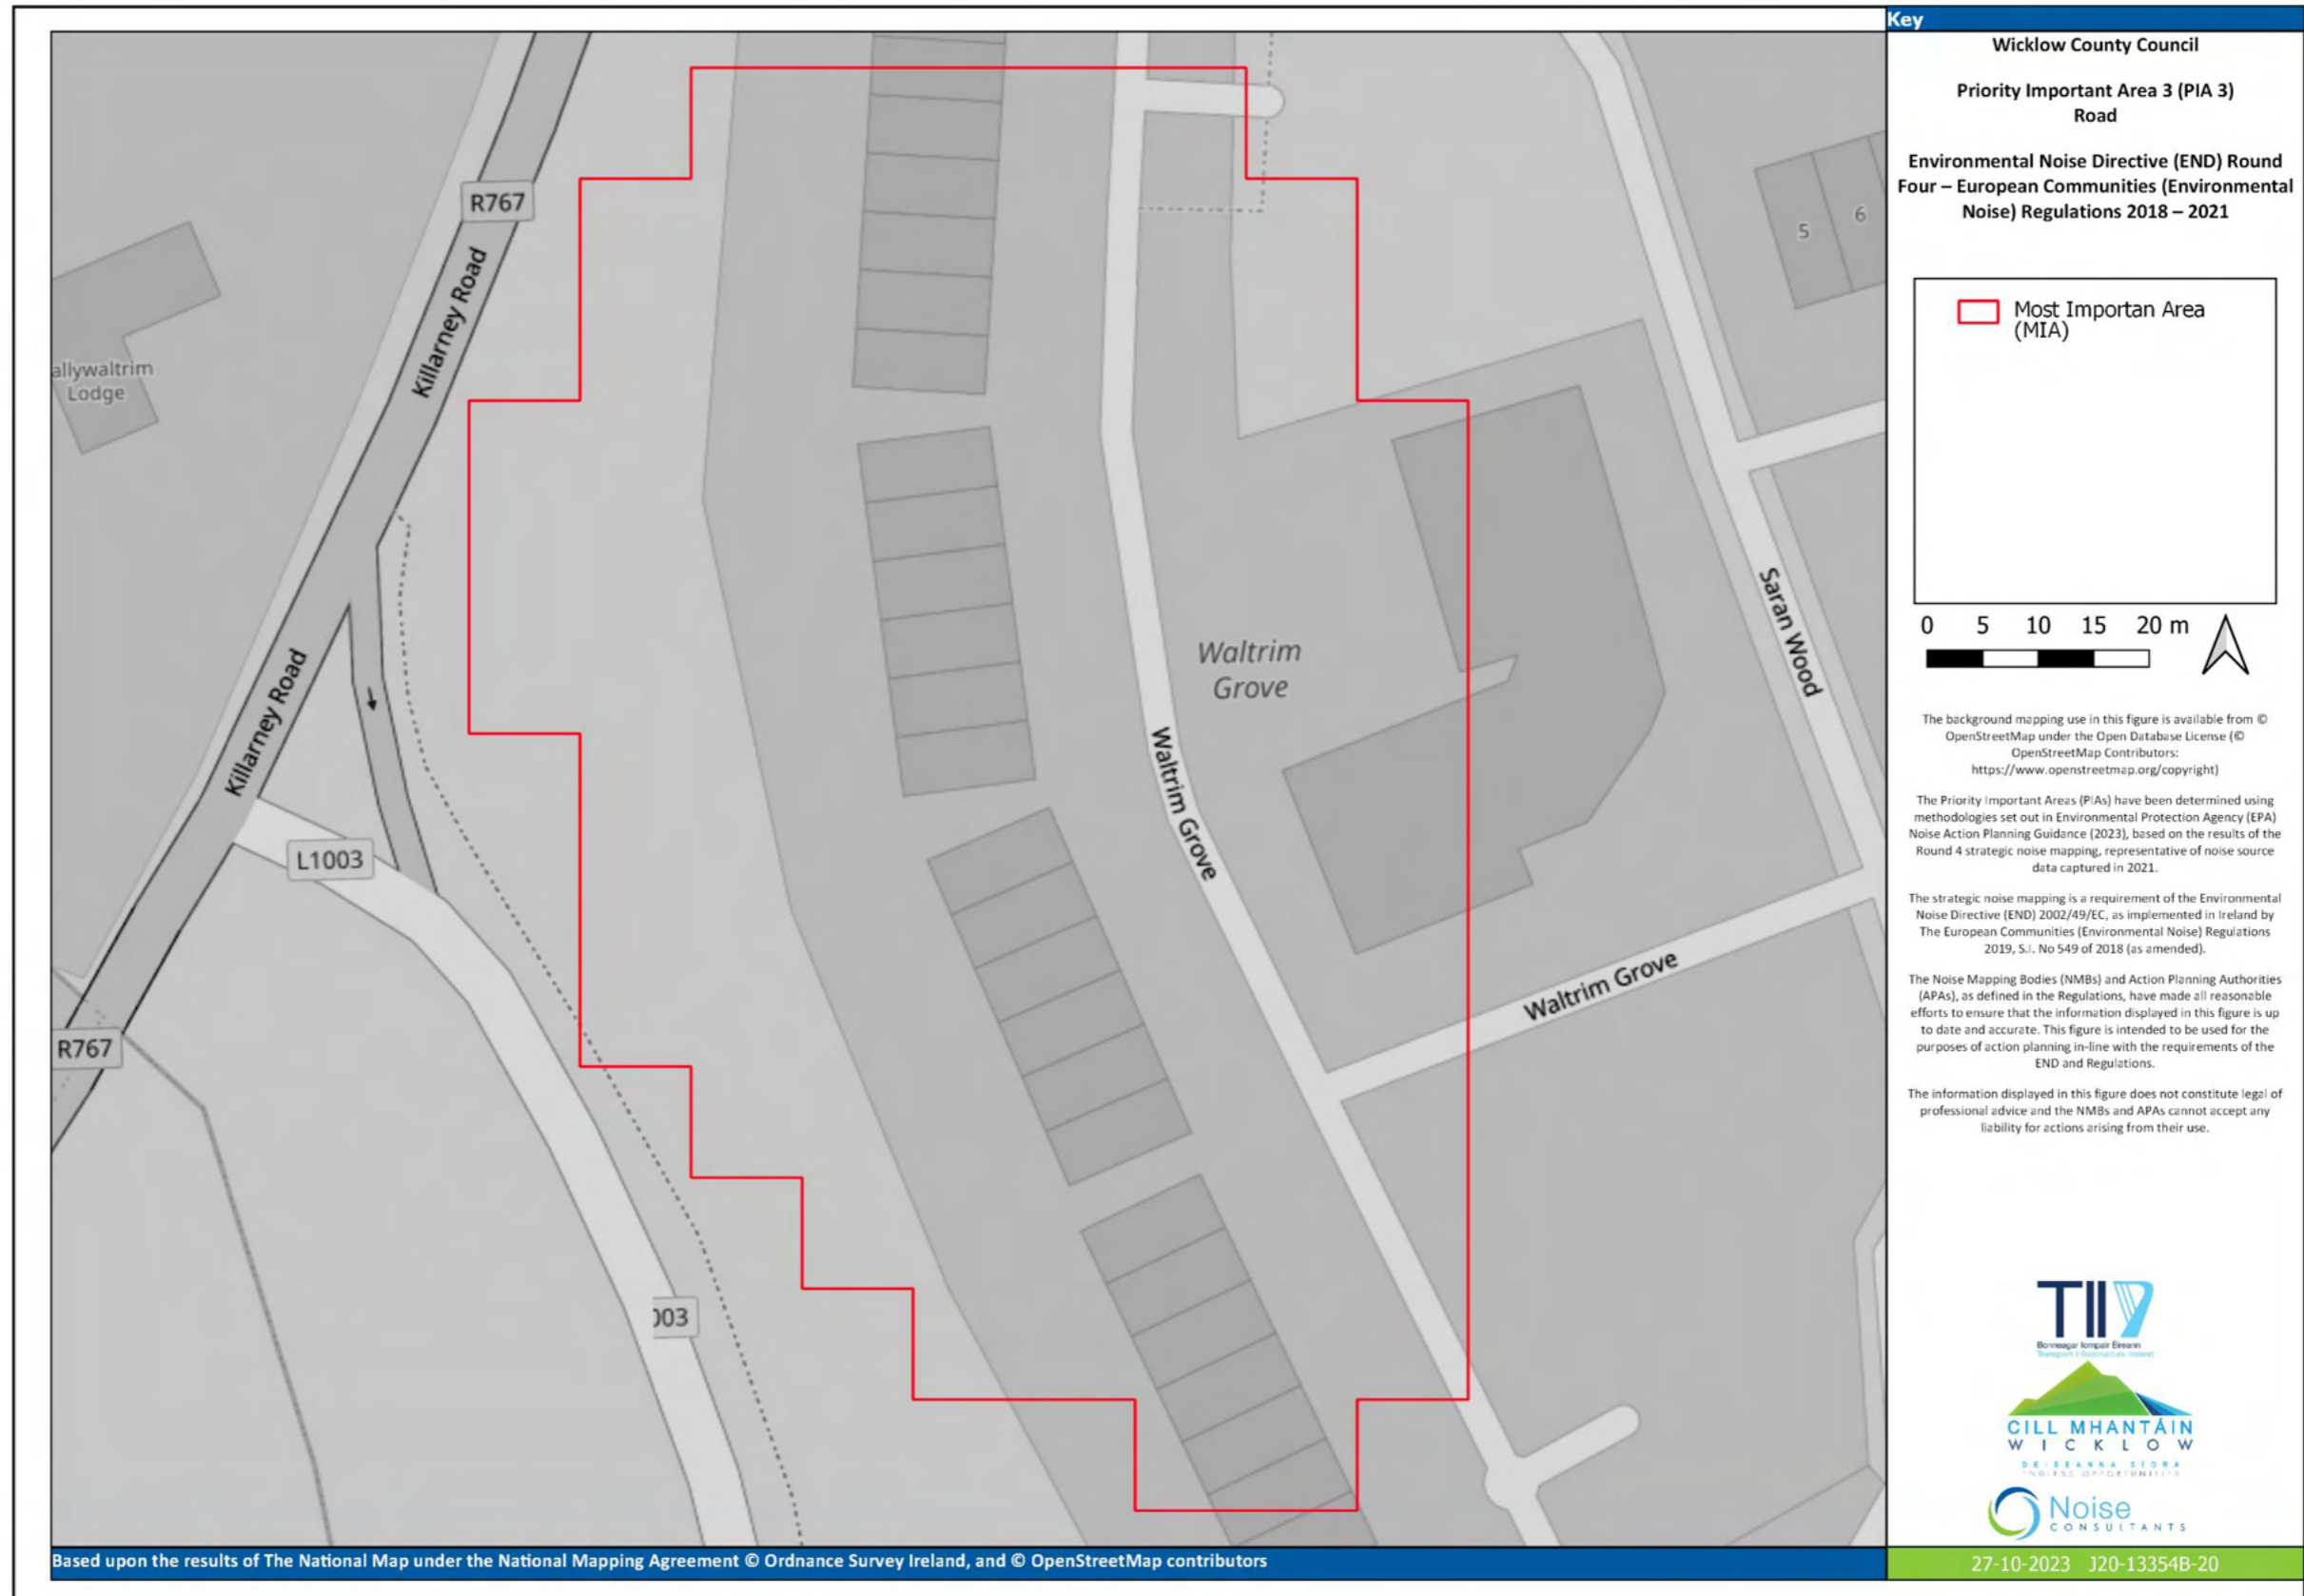 Key
Wicklow County Council
Priority Important Area 3 (PIA 3)
Road
Environmental Noise Directive (END) Round
Four – European Communities (Environmental
Noise) Regulations 2018 – 2021
Most Importan Area
(MIA)
0 5 10 15 20 m
The background mapping use in this figure is available from ©
OpenStreetMap under the Open Database License (©
OpenStreetMap Contributors:
https://www.openstreetmap.org/copyright)
The Priority Important Areas (PIAs) have been determined using
methodologies set out in Environmental Protection Agency (EPA)
Noise Action Planning Guidance (2023), based on the results of the
Round 4 strategic noise mapping, representative of noise source
data captured in 2021.
The strategic noise mapping is a requirement of the Environmental
Noise Directive (END) 2002/49/EC, as implemented in Ireland by
The European Communities (Environmental Noise) Regulations
2019, S.I. No 549 of 2018 (as amended).
The Noise Mapping Bodies (NMBs) and Action Planning Authorities
(APAs), as defined in the Regulations, have made all reasonable
efforts to ensure that the information displayed in this figure is up
to date and accurate. This figure is intended to be used for the
purposes of action planning in-line with the requirements of the
END and Regulations.
The information displayed in this figure does not constitute legal of
professional advice and the NMBs and APAs cannot accept any
liability for actions arising from their use.
TII
Bonneagar Iompair Éireann
Transport Infrastructure Ireland
CILL MHANTÁIN
WICKLOW
DEISEANNA SIORA
ENDLESS OPPORTUNITIES
Noise
CONSULTANTS
27-10-2023 J20-13354B-20
R767
Killarney Road
allywaltrim
Lodge
5
6
Saran Wood
Waltrim
Grove
Killarney Road
Waltrim Grove
L1003
Waltrim Grove
R767
003
Based upon the results of The National Map under the National Mapping Agreement © Ordnance Survey Ireland, and © OpenStreetMap contributors